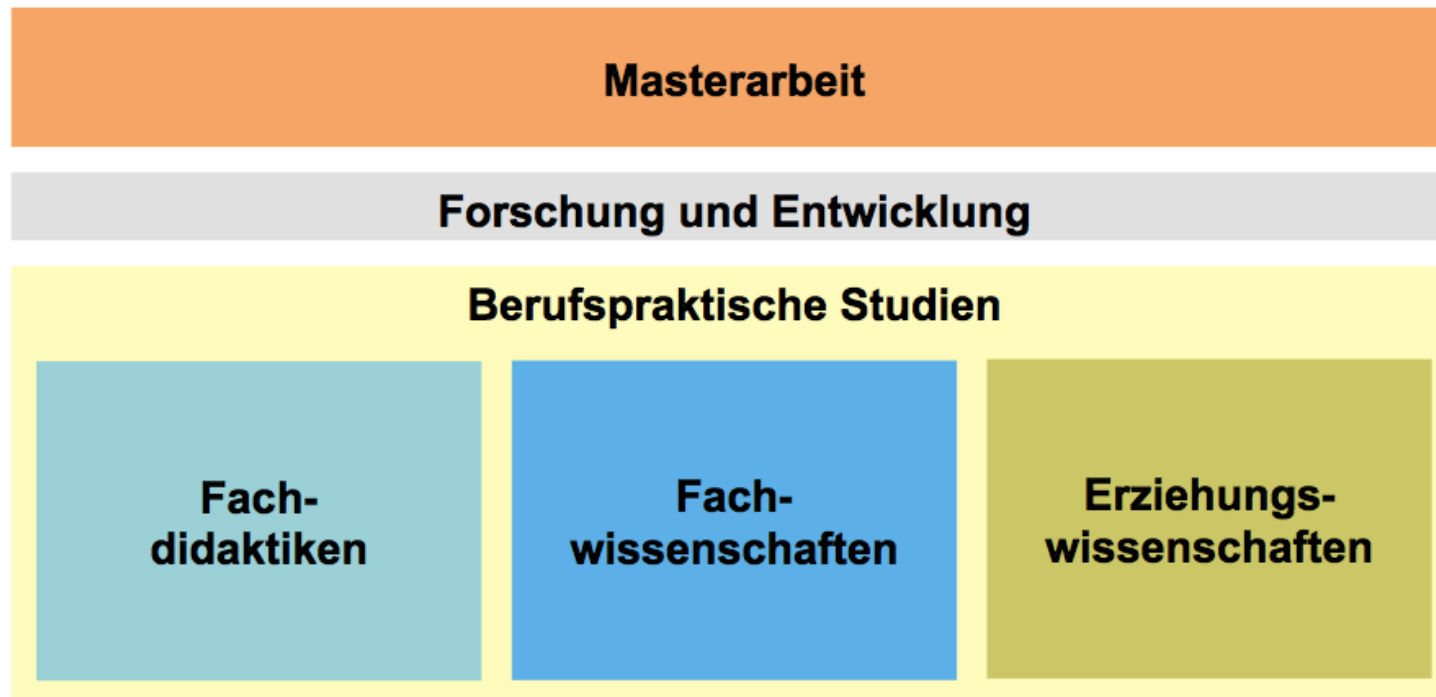 Masterarbeit
Forschung und Entwicklung
Berufspraktische Studien
Fach-
didaktiken
Fach-
wissenschaften
Erziehungs-
wissenschaften